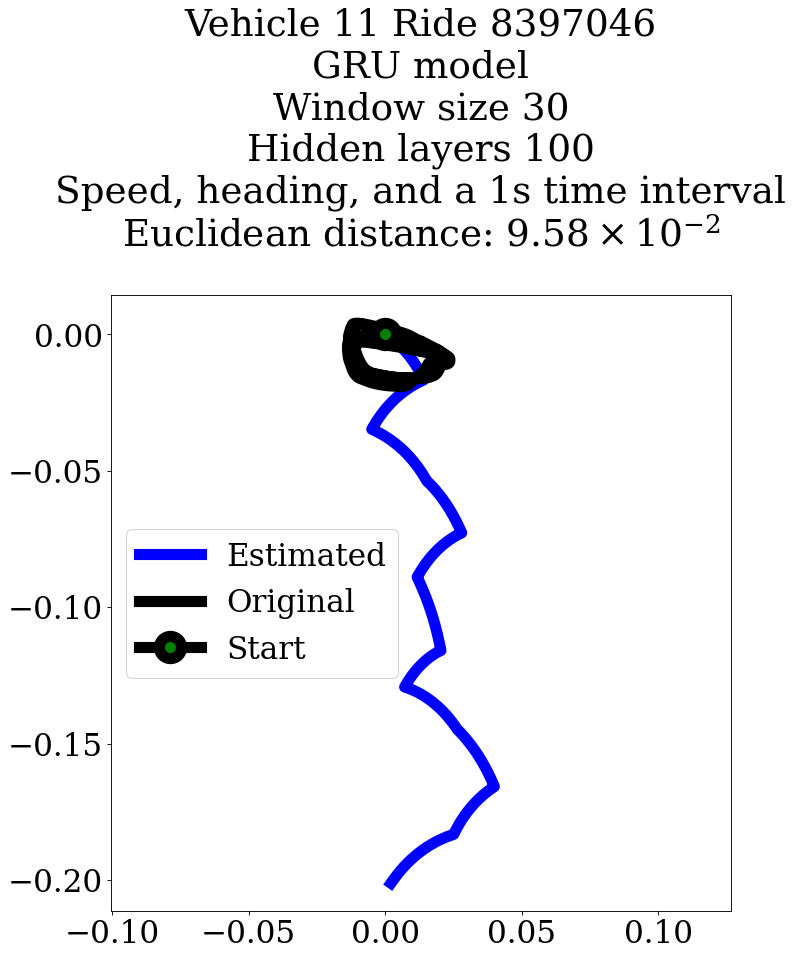 Vehicle 11 Ride 8397046
GRU model
Window size 30
Hidden layers 100
Speed, heading, and a 1s time interval
Euclidean distance: 9.58 × 10⁻²
0.00
−0.05
−0.10
−0.15
−0.20
Estimated
Original
Start
−0.10 −0.05 0.00 0.05 0.10